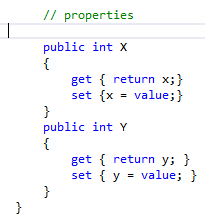 // properties
public int X
{
get { return x;}
set {x = value;}
}
public int Y
{
get { return y; }
set { y = value; }
}
}